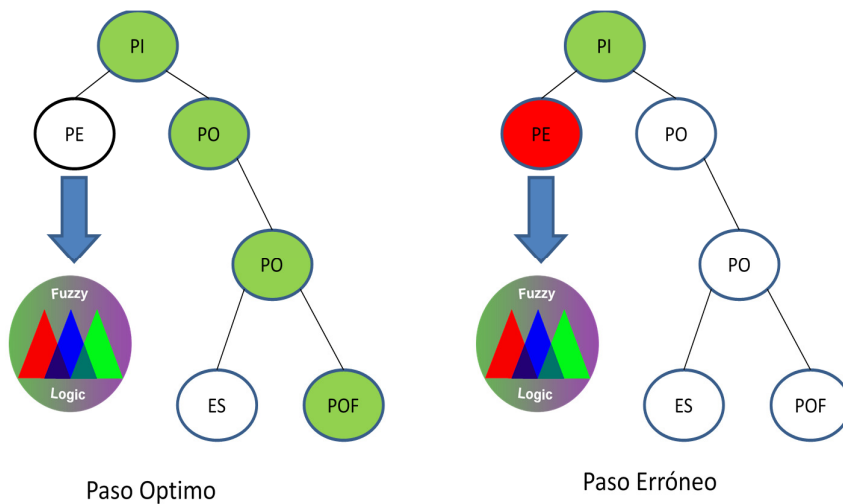 PI
PE
PO
PO
Fuzzy
Logic
ES
POF
Paso Optimo
PI
PE
PO
PO
Fuzzy
Logic
ES
POF
Paso Erróneo